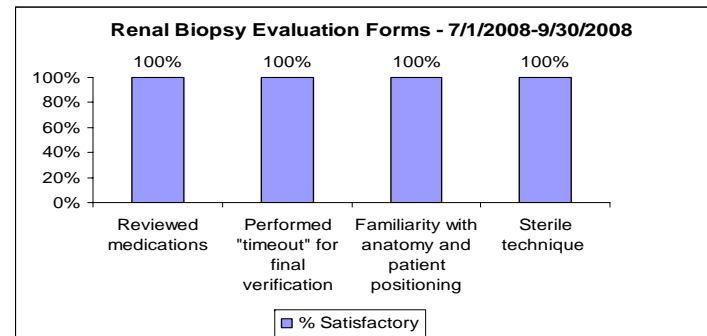 Renal Biopsy Evaluation Forms - 7/1/2008-9/30/2008
100% 100% 100% 100%
100%
80%
60%
40%
20%
0%
Reviewed
medications
Performed
"timeout" for
final
verification
Familiarity with
anatomy and
patient
positioning
Sterile
technique
% Satisfactory